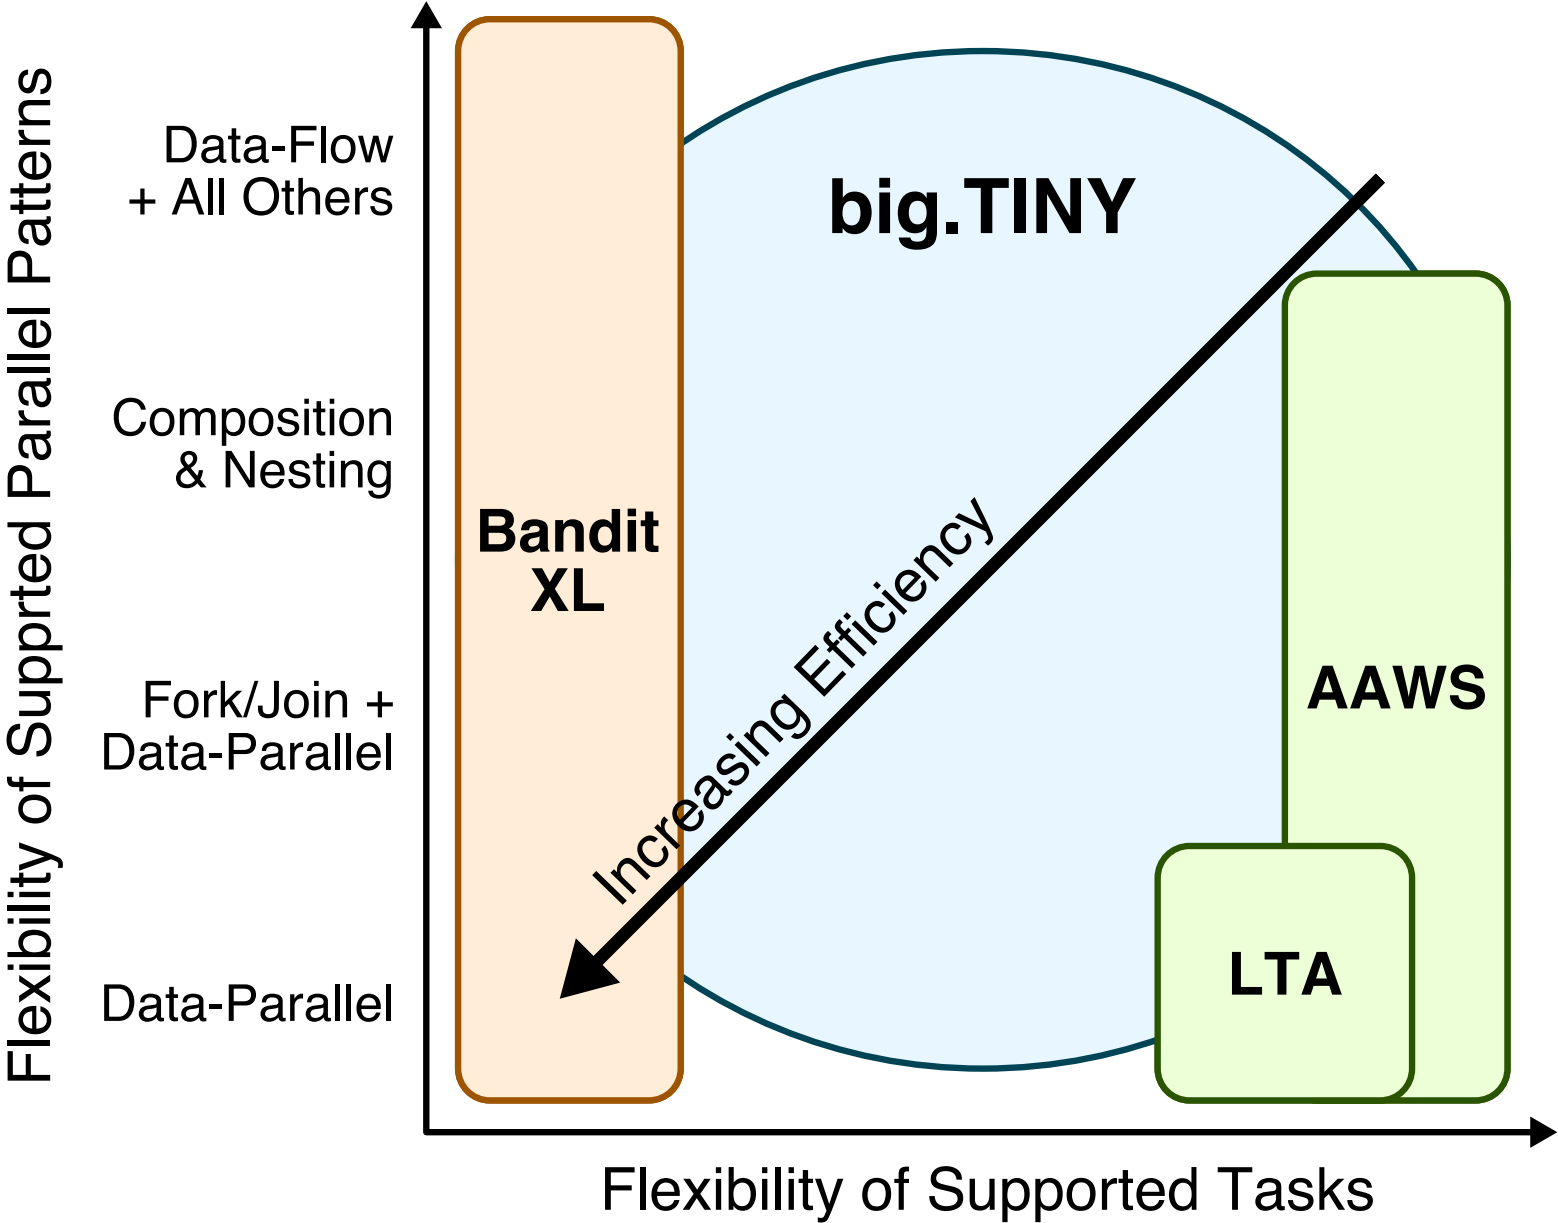 Flexibility of Supprted Parallel Patterns
Data-Flow
+ All Others
Composition
& Nesting
Fork/Join +
Data-Parallel
Data-Parallel
Bandit
XL
big.TINY
Increasing Efficiency
AAWS
LTA
Flexibility of Supported Tasks